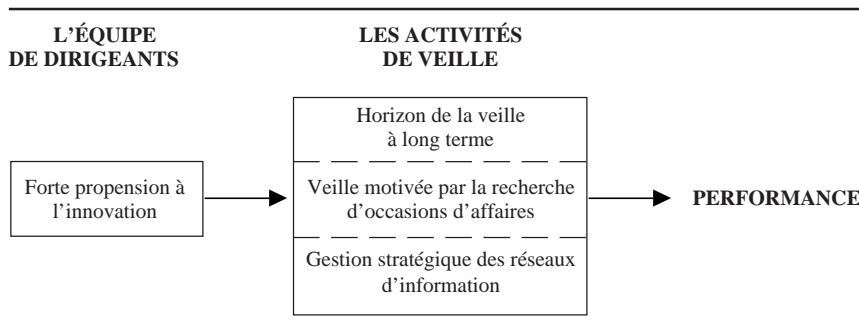 L’ÉQUIPE
DE DIRIGEANTS
LES ACTIVITÉS
DE VEILLE
Forte propension à
l’innovation
Horizon de la veille
à long terme
Veille motivée par la recherche
d’occasions d’affaires
Gestion stratégique des réseaux
d’information
PERFORMANCE